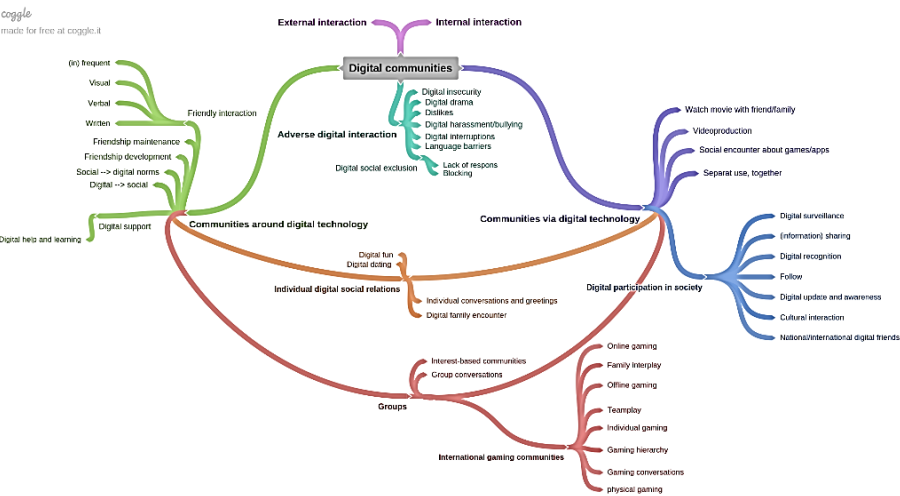 coggle
made for free at coggle.it
External interaction
Internal interaction
Digital communities
(in) frequent
Visual
Verbal
Written
Friendly interaction
Friendship maintenance
Friendship development
Social --> digital norms
Digital --> social
Digital support
Digital help and learning
Communities around digital technology
Adverse digital interaction
Digital insecurity
Digital drama
Dislikes
Digital harassment/bullying
Digital interruptions
Language barriers
Digital social exclusion
Lack of respons
Blocking
Communities via digital technology
Watch movie with friend/family
Videoproduction
Social encounter about games/apps
Separat use, together
Digital participation in society
Digital surveillance
(information) sharing
Digital recognition
Follow
Digital update and awareness
Cultural interaction
National/international digital friends
Individual digital social relations
Digital fun
Digital dating
Individual conversations and greetings
Digital family encounter
Groups
Interest-based communities
Group conversations
International gaming communities
Online gaming
Family interplay
Offline gaming
Teamplay
Individual gaming
Gaming hierarchy
Gaming conversations
physical gaming